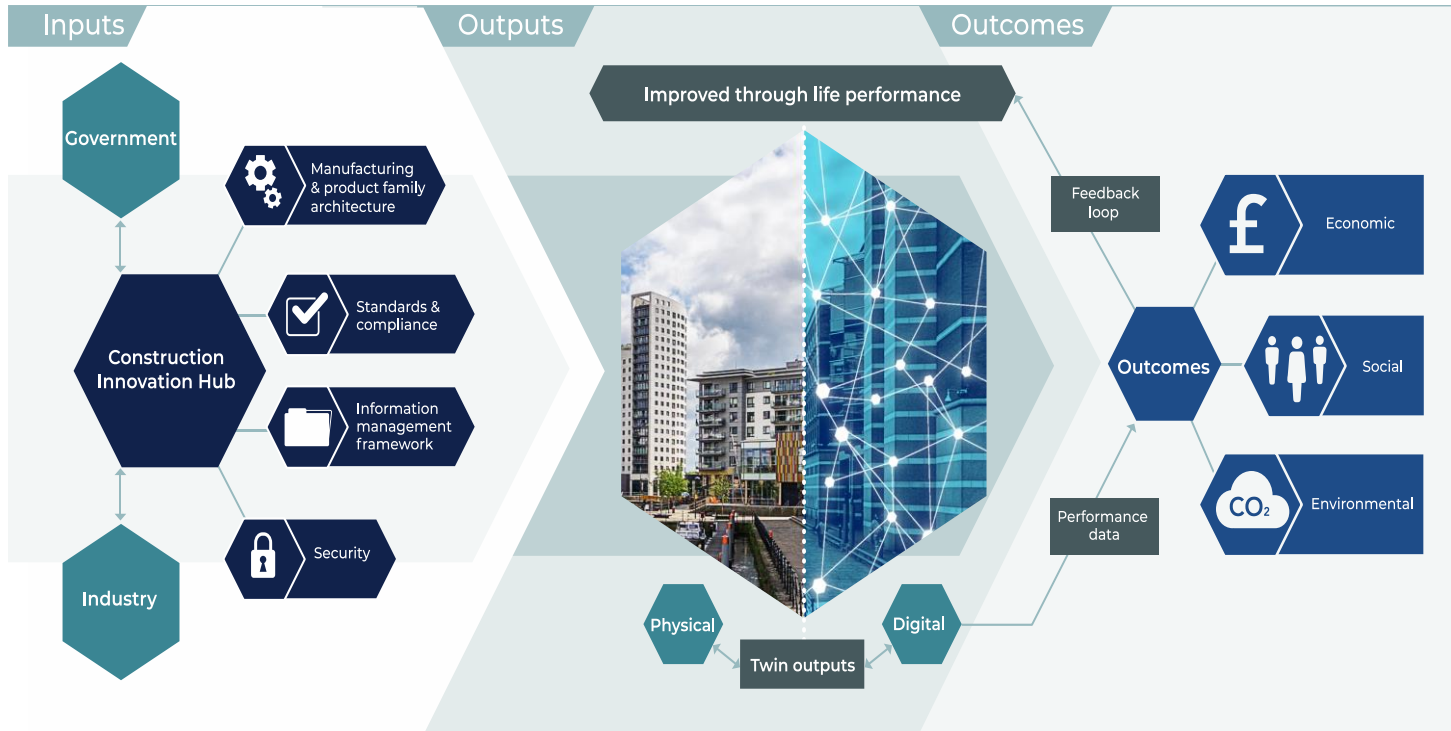 Inputs
Outputs
Outcomes
Government
Manufacturing
& product family
architecture
Standards &
compliance
Construction
Innovation Hub
Information
management
framework
Security
Industry
Improved through life performance
Physical
Digital
Twin outputs
Feedback
loop
Performance
data
Outcomes
£
Economic
Social
CO₂
Environmental